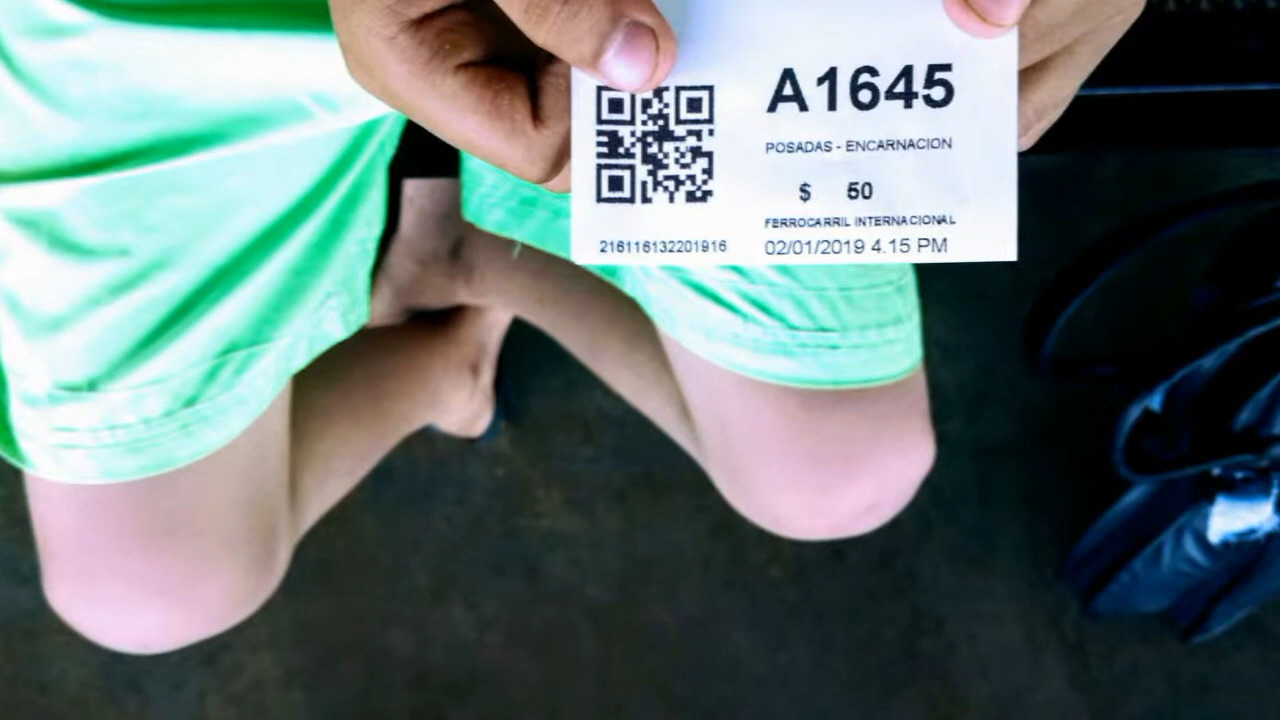 A1645
POSADAS - ENCARNACION
$ 50
FERROCARRIL INTERNACIONAL
216116132201916
02/01/2019 4.15 PM